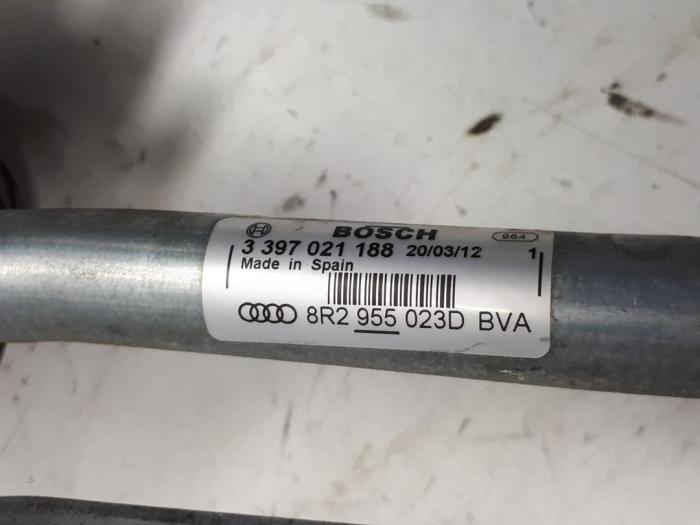 BOSCH 964
3 397 021 188 20/03/12 1
Made in Spain
8R2 955 023D BVA